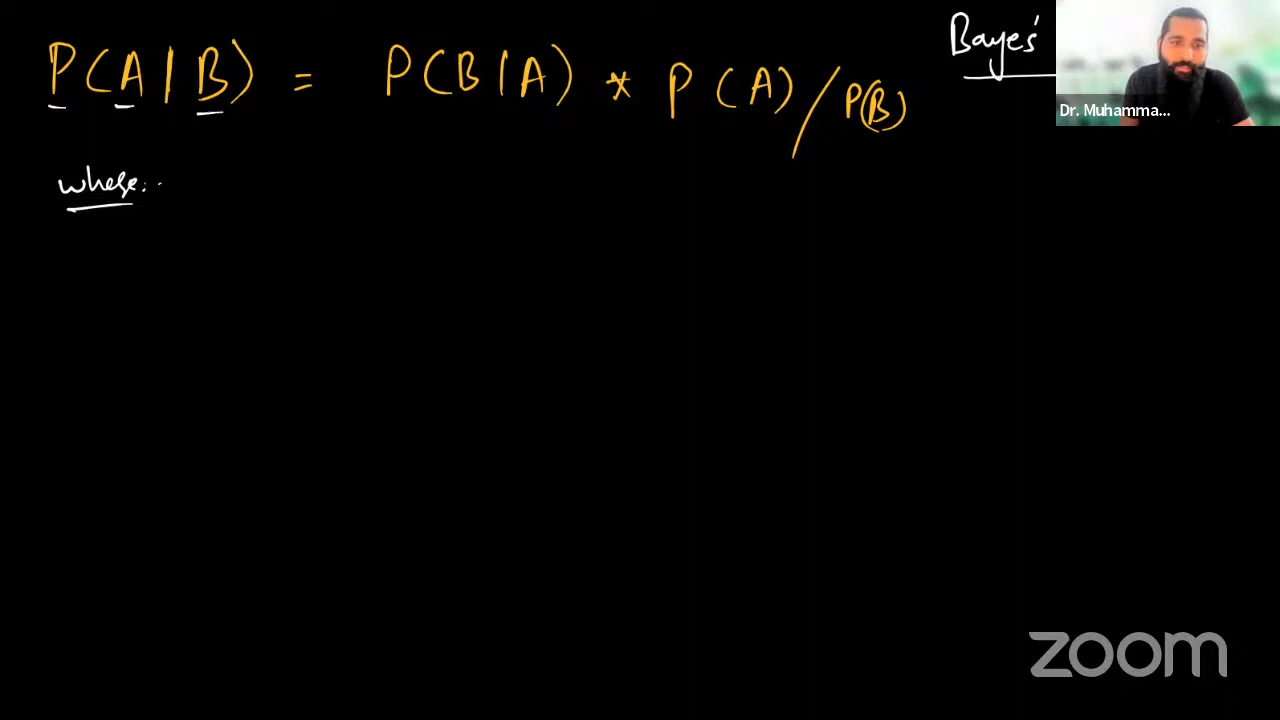 Bayes'
P(A|B) = P(B|A) * P(A)/P(B)
Dr. Muhamma...
where..
zoom